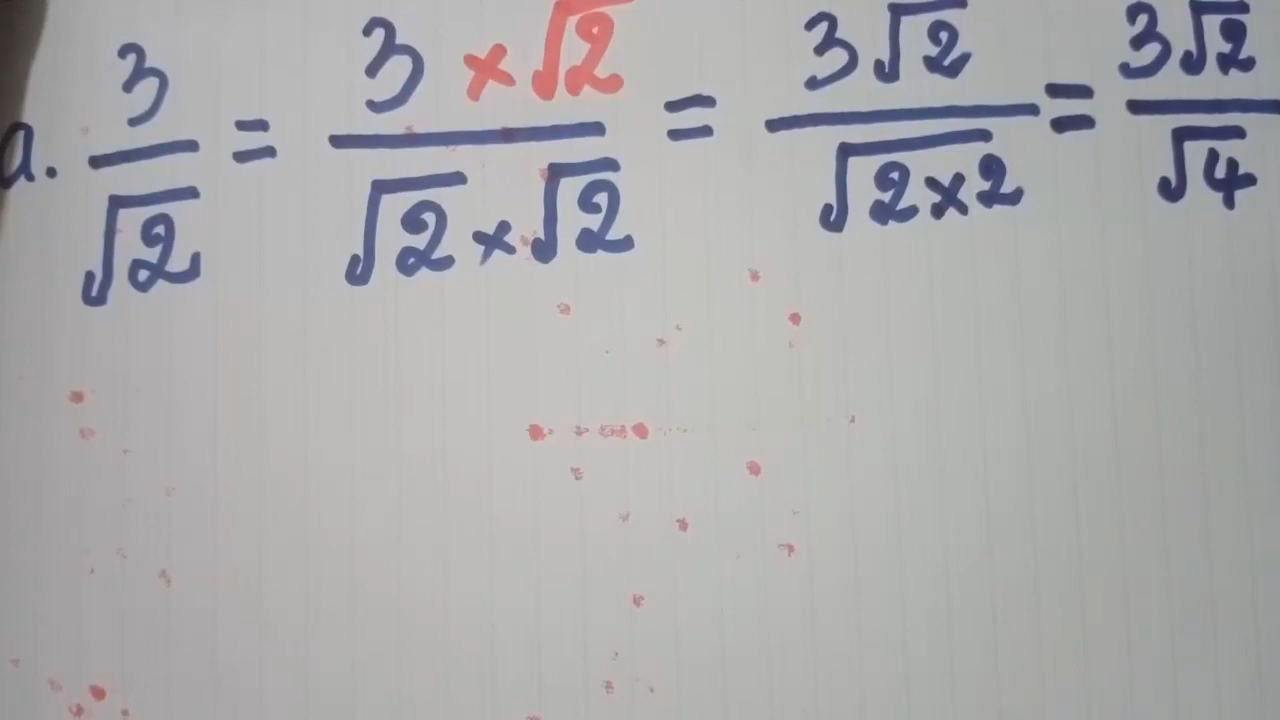 a. 3/√2 = 3 ×√2/√2 × √2 = 3√2/√2×2 = 3√2/√4